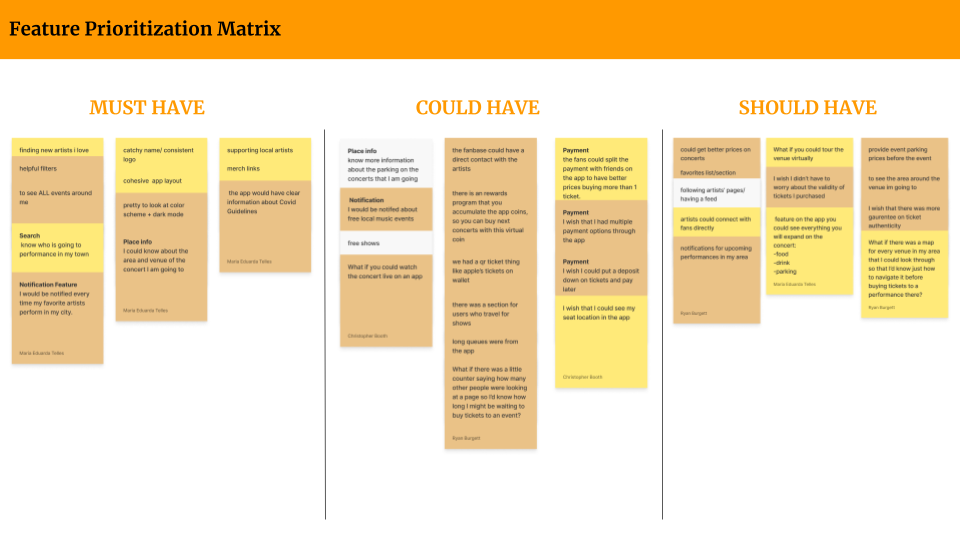 Feature Prioritization Matrix
MUST HAVE
finding new artists i love
helpful filters
to see ALL events around
me
Search
know who is going to
performance in my town
Notification Feature
I would be notified every
time my favorite artists
perform in my city.
Maria Eduarda Telles
catchy name/ consistent
logo
cohesive app layout
pretty to look at color
scheme + dark mode
Place info
I could know about the
area and venue of the
concert I am going to
Maria Eduarda Telles
supporting local artists
merch links
the app would have clear
information about Covid
Guidelines
Maria Eduarda Telles
COULD HAVE
Place info
know more information
about the parking on the
concerts that I am going
Notification
I would be notified about
free local music events
free shows
What if you could watch
the concert live on an app
Christopher Booth
the fanbase could have a
direct contact with the
artists
there is an rewards
program that you
accumulate the app coins,
so you can buy next
concerts with this virtual
coin
we had a qr ticket thing
like apple's tickets on
wallet
there was a section for
users who travel for
shows
long queues were from
the app
What if there was a little
counter saying how many
other people were looking
at a page so I'd know how
long I might be waiting to
buy tickets to an event?
Ryan Burgett
Payment
the fans could split the
payment with friends on
the app to have better
prices buying more than 1
ticket.
Payment
I wish that I had multiple
payment options through
the app
Payment
I wish I could put a deposit
down on tickets and pay
later
I wish that I could see my
seat location in the app
Christopher Booth
SHOULD HAVE
could get better prices on
concerts
favorites list/section
following artists' pages/
having a feed
artists could connect with
fans directly
notifications for upcoming
performances in my area
Ryan Burgett
What if you could tour the
venue virtually
I wish I didn't have to
worry about the validity of
tickets I purchased
feature on the app you
could see everything you
will expand on the
concert:
-food
-drink
-parking
Maria Eduarda Telles
provide event parking
prices before the event
to see the area around the
venue im going to
I wish that there was more
gaurentee on ticket
authenticity
What if there was a map
for every venue in my area
that I could look through
so that I'd know just how
to navigate it before
buying tickets to a
performance there?
Ryan Burgett